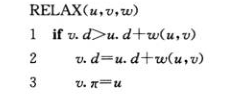 RELAX(u,v,w)
1 if v.d>u.d+w(u,v)
2 v.d=u.d+w(u,v)
3 v.π=u